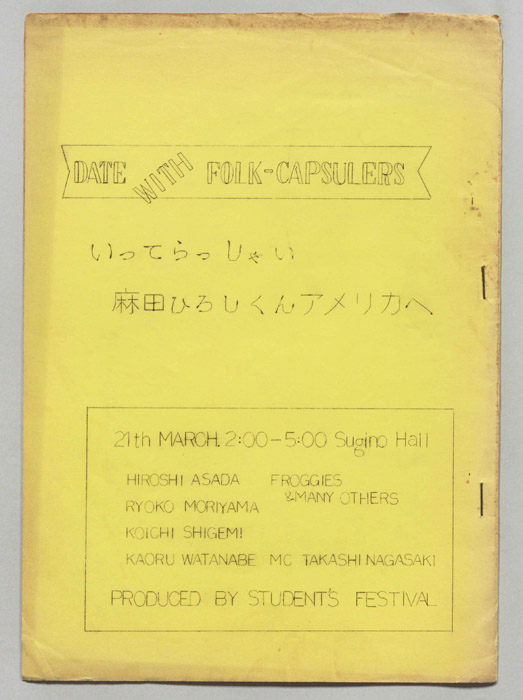 DATE WITH FOLK-CAPSULERS
いってらっしゃい
麻田ひろしくんアメリカへ
21th MARCH. 2:00-5:00 Sugino Hall
HIROSHI ASADA FROGGIES
&MANY OTHERS
RYOKO MORIYAMA
KOICHI SHIGEMI
KAORU WATANABE MC TAKASHI NAGASAKI
PRODUCED BY STUDENT'S FESTIVAL